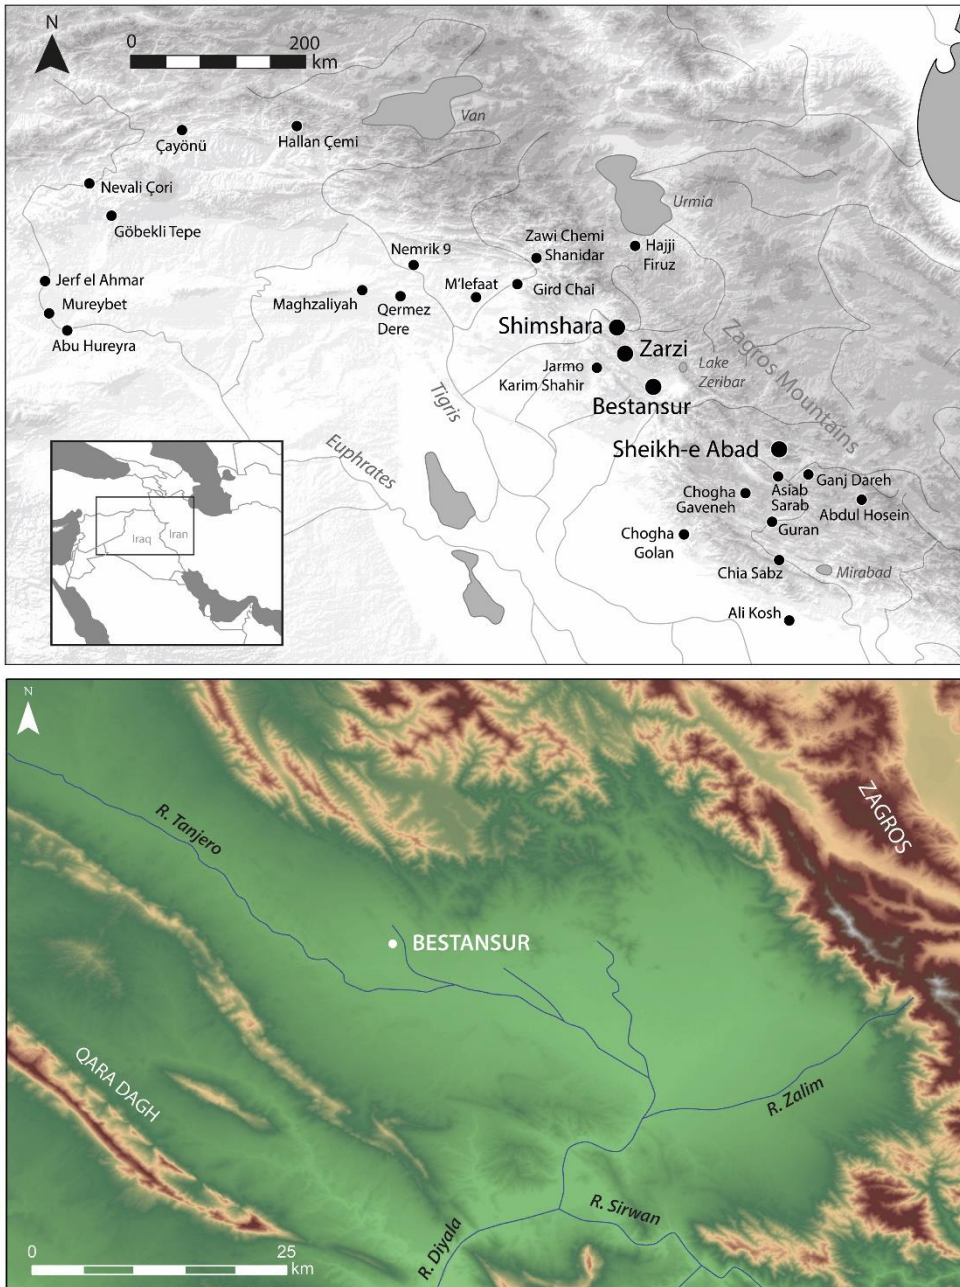 N
0
200
km
Van
Çayönü
Hallan Çemi
Nevali Çori
Urmia
Göbekli Tepe
Zawi Chemi
Shanidar
Hajji
Firuz
Nemrik 9
Jerf el Ahmar
M'lefaat
Gird Chai
Maghzaliyah
Qermez
Dere
Mureybet
Abu Hureyra
Shimshara
Zarzi
Zagros Mountains
Jarmo
Karim Shahir
Lake
Zeribar
Tigris
Bestansur
Euphrates
Sheikh-e Abad
Ganj Dareh
Asiab
Sarab
Chogha
Gaveneh
Abdul Hosein
Guran
Chogha
Golan
Iraq
Iran
Chia Sabz
Mirabad
Ali Kosh
N
ZAGROS
R. Tanjero
BESTANSUR
QARA DAGH
R. Zalim
R. Sirwan
R. Diyala
0
25
km